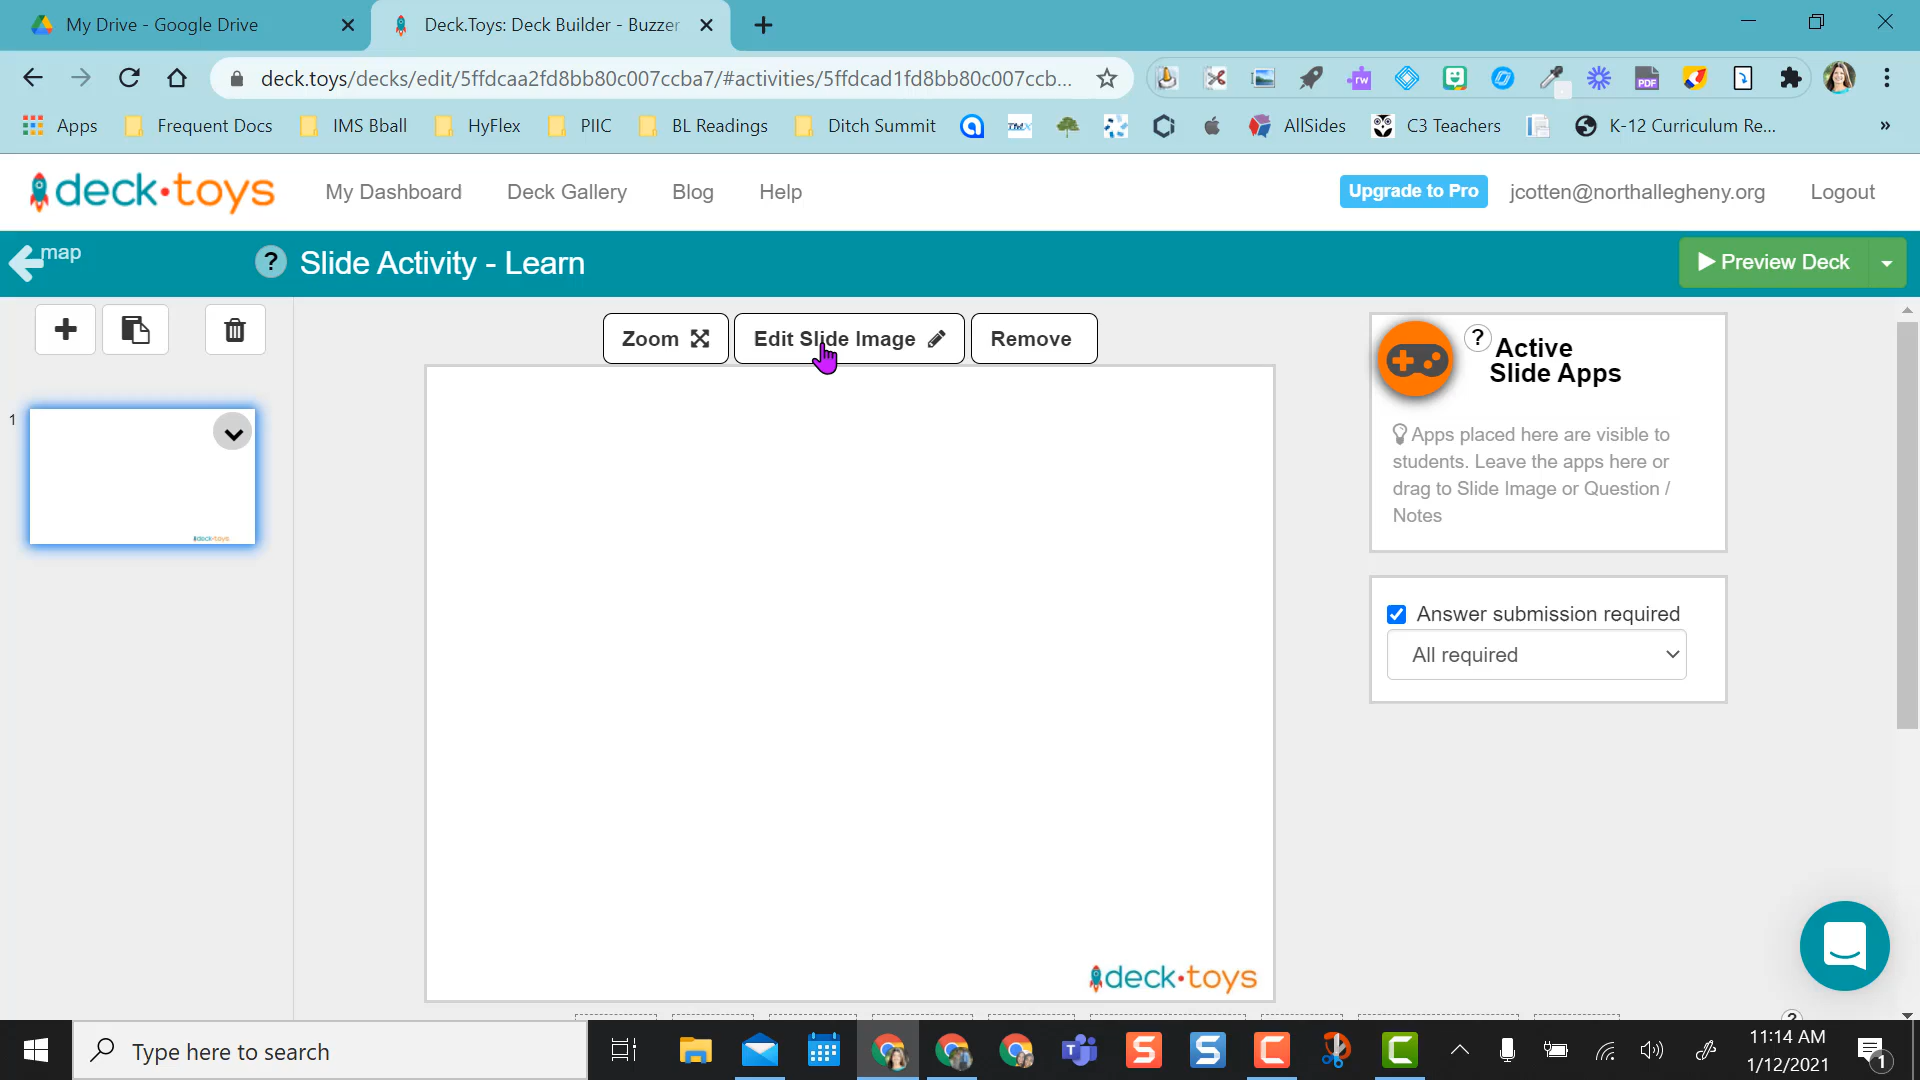 My Drive - Google Drive
Deck.Toys: Deck Builder - Buzzer
deck.toys/decks/edit/5ffdcaa2fd8bb80c007ccba7/#activities/5ffdcad1fd8bb80c007ccb...
Apps
Frequent Docs
IMS Bball
HyFlex
PIIC
BL Readings
Ditch Summit
AllSides
C3 Teachers
K-12 Curriculum Re...
»
deck•toys
My Dashboard
Deck Gallery
Blog
Help
Upgrade to Pro
jcotten@northallegheny.org
Logout
map
? Slide Activity - Learn
Preview Deck
Zoom
Edit Slide Image
Remove
1
deck•toys
? Active
Slide Apps
Apps placed here are visible to
students. Leave the apps here or
drag to Slide Image or Question /
Notes
Answer submission required
All required
deck•toys
?
Type here to search
11:14 AM
1/12/2021
1